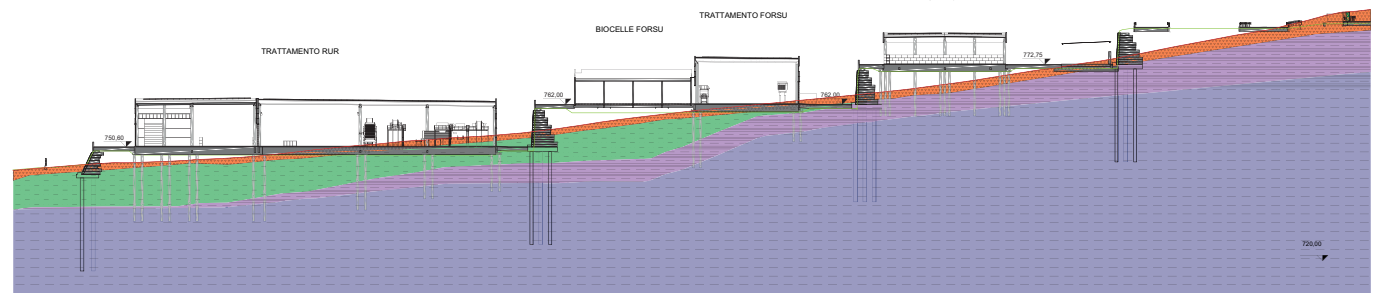 TRATTAMENTO FORSU
BIOCELLE FORSU
TRATTAMENTO RUR
772,75
762,00
762,00
750,60
720,00